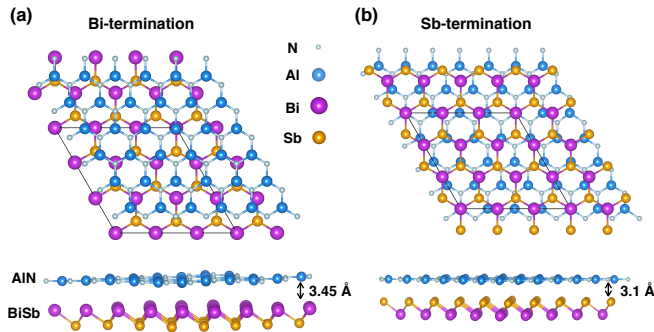 (a)
Bi-termination
N
Al
Bi
Sb
AlN
BiSb
3.45 Å
(b)
Sb-termination
3.1 Å